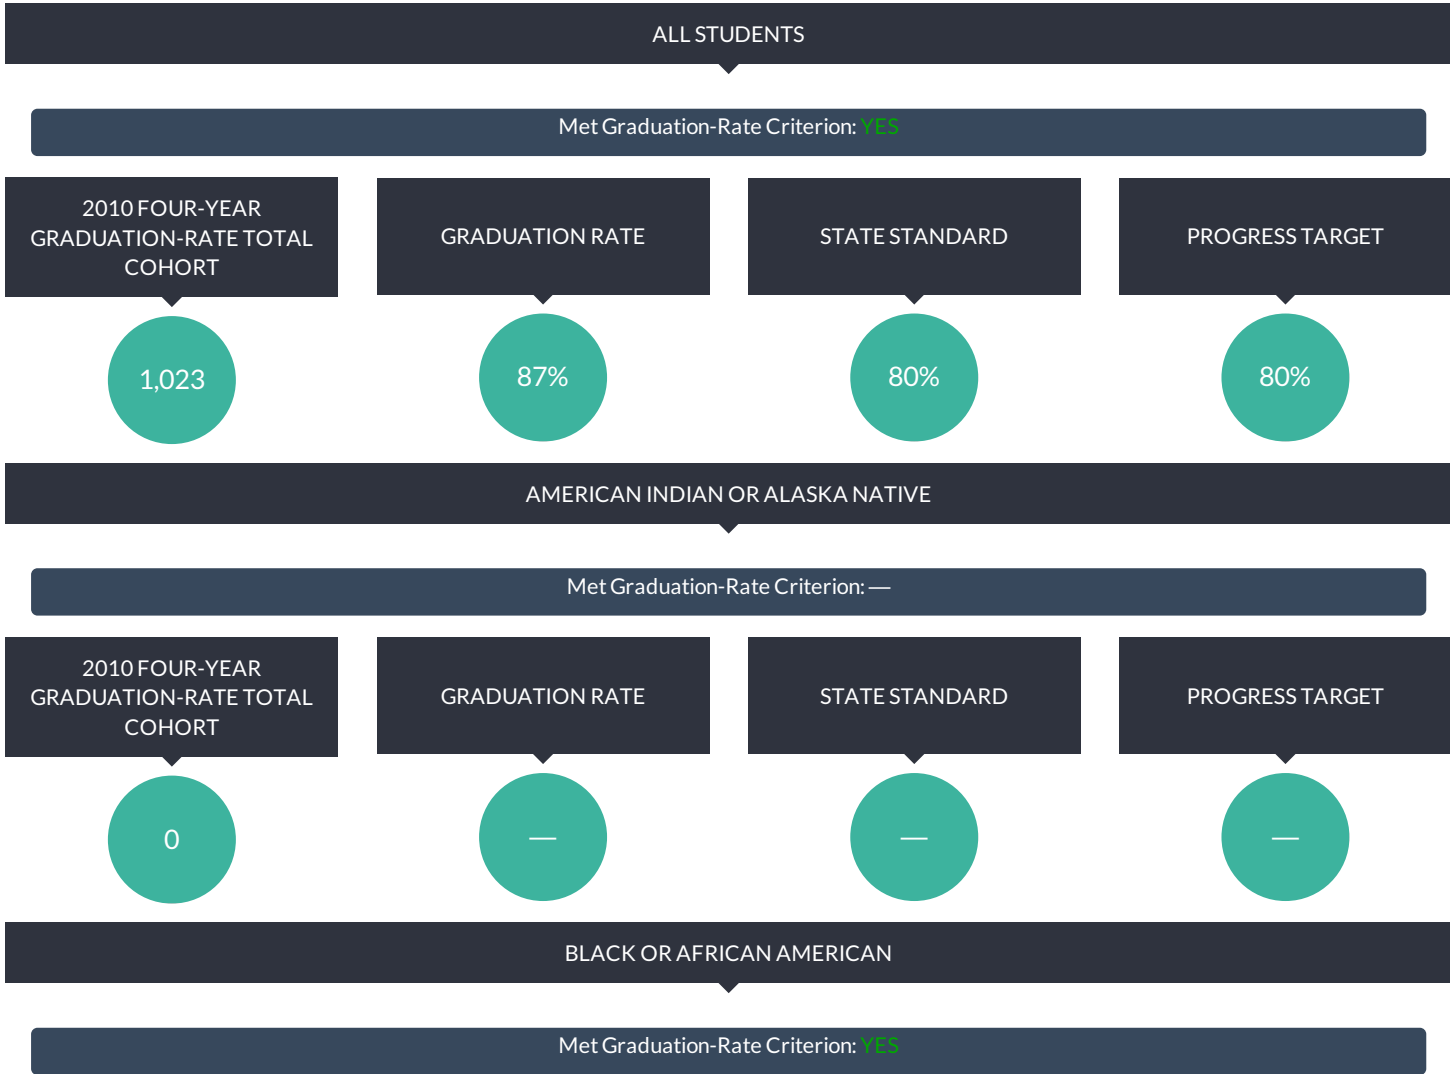 ALL STUDENTS
Met Graduation-Rate Criterion: YES
2010 FOUR-YEAR
GRADUATION-RATE TOTAL
COHORT
GRADUATION RATE
STATE STANDARD
PROGRESS TARGET
1,023
87%
80%
80%
AMERICAN INDIAN OR ALASKA NATIVE
Met Graduation-Rate Criterion: —
2010 FOUR-YEAR
GRADUATION-RATE TOTAL
COHORT
GRADUATION RATE
STATE STANDARD
PROGRESS TARGET
0
—
—
—
BLACK OR AFRICAN AMERICAN
Met Graduation-Rate Criterion: YES